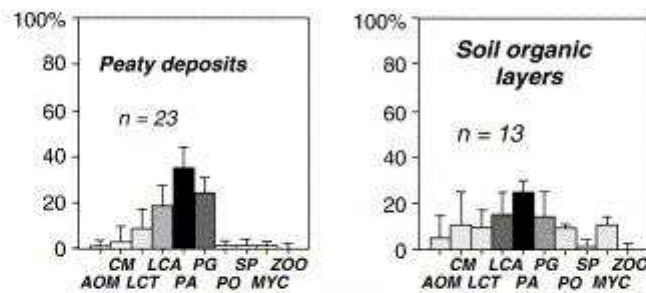 100%
80
60
40
20
0
Peaty deposits
n = 23
CM LCA PG SP ZOO
AOM LCT PA PO MYC
100%
80
60
40
20
0
Soil organic
layers
n = 13
CM LCA PG SP ZOO
AOM LCT PA PO MYC